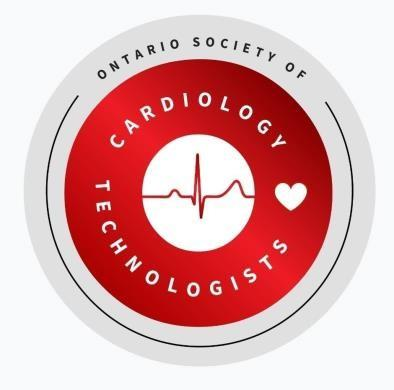 ONTARIO SOCIETY OF
CARDIOLOGY
TECHNOLOGISTS